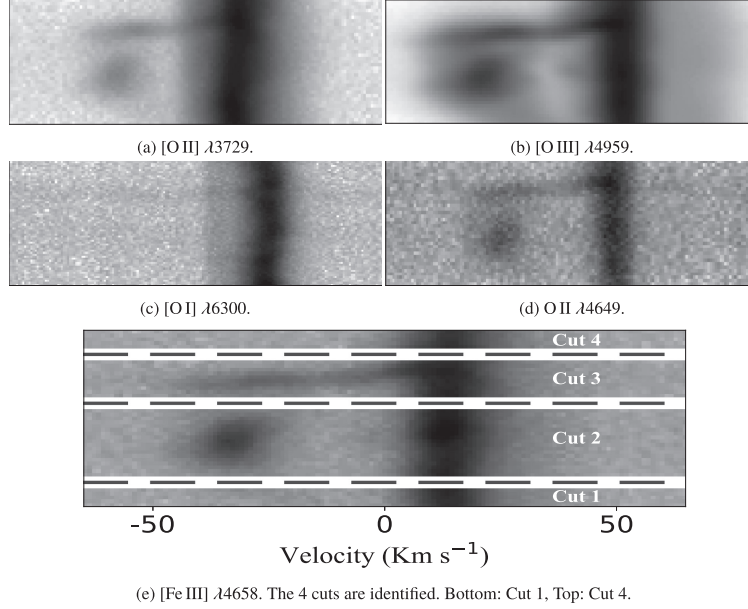 (a) [O II] λ3729.
(b) [O III] λ4959.
(c) [O I] λ6300.
(d) O II λ4649.
Cut 4
Cut 3
Cut 2
Cut 1
-50 0 50
Velocity (Km s⁻¹)
(e) [Fe III] λ4658. The 4 cuts are identified. Bottom: Cut 1, Top: Cut 4.